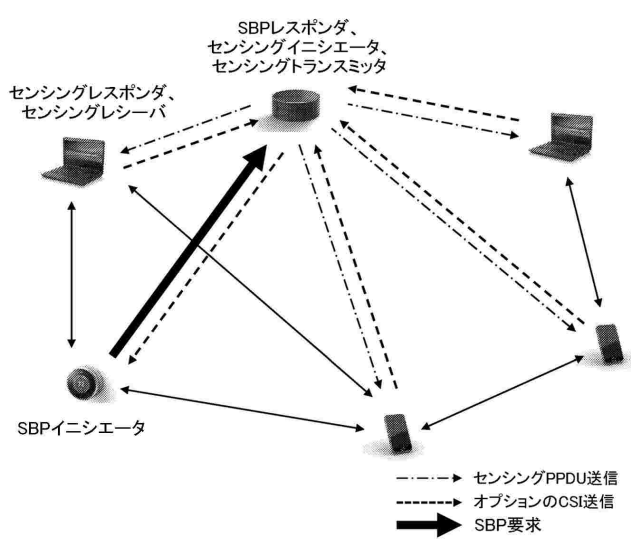 SBPレスポンダ、
センシングイニシエータ、
センシングトランスミッタ
センシングレスポンダ、
センシングレシーバ
SBPイニシエータ
センシングPPDU送信
オプションのCSI送信
SBP要求